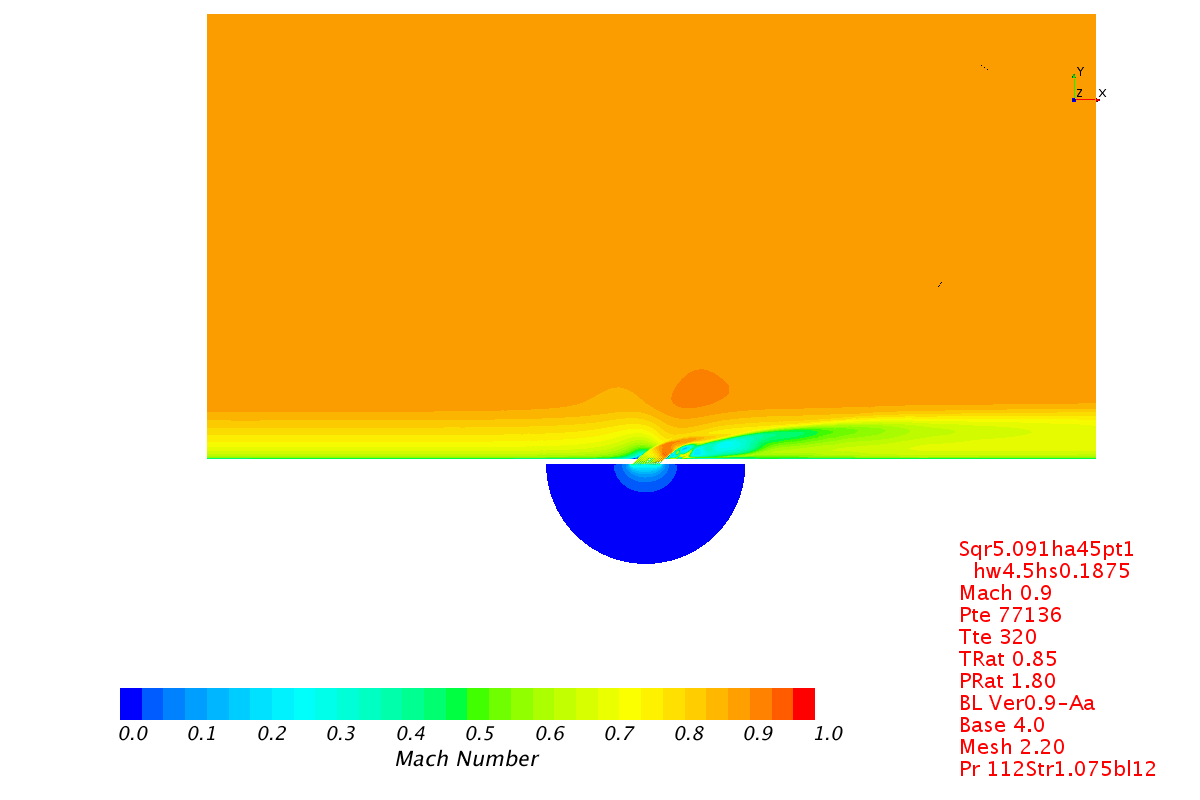 Y
Z X
Sqr5.091ha45pt1
hw4.5hs0.1875
Mach 0.9
Pte 77136
Tte 320
TRat 0.85
PRat 1.80
BL Ver0.9-Aa
Base 4.0
Mesh 2.20
Pr 112Str1.075bl12
0.0 0.1 0.2 0.3 0.4 0.5 0.6 0.7 0.8 0.9 1.0
Mach Number